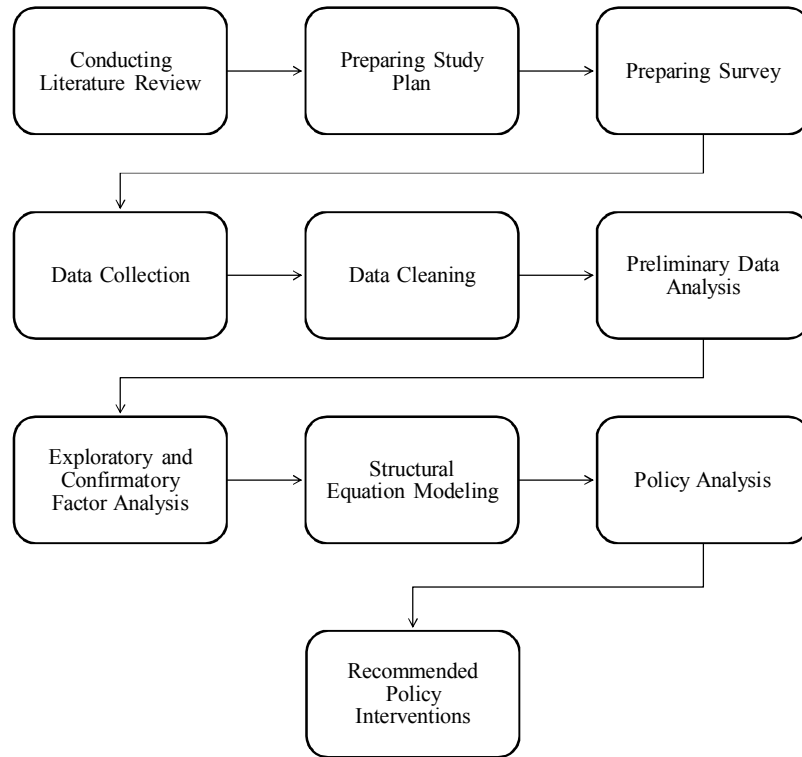 Conducting
Literature Review
Preparing Study
Plan
Preparing Survey
Data Collection
Data Cleaning
Preliminary Data
Analysis
Exploratory and
Confirmatory
Factor Analysis
Structural
Equation Modeling
Policy Analysis
Recommended
Policy
Interventions